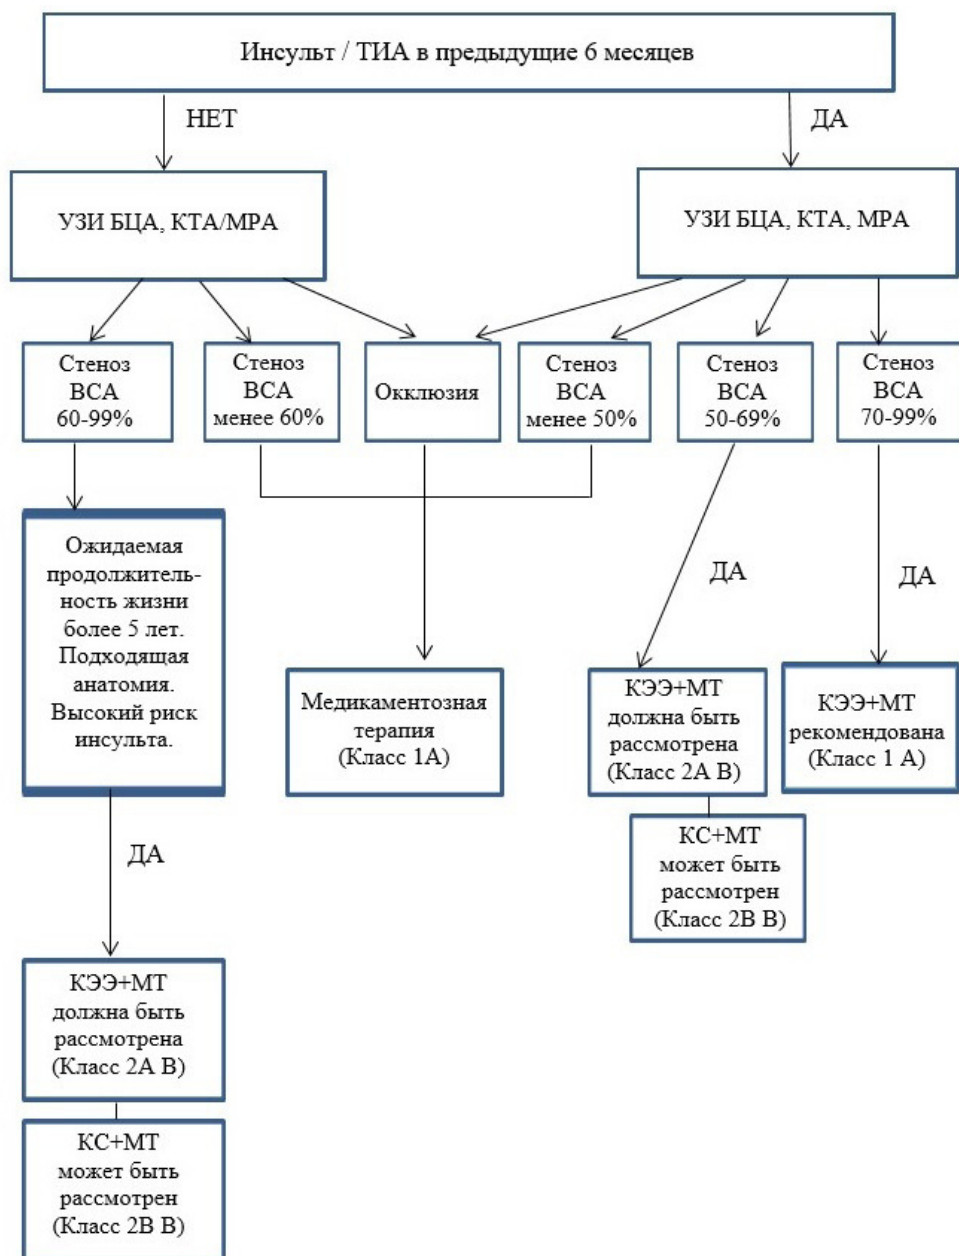 Инсульт / ТИА в предыдущие 6 месяцев
НЕТ
ДА
УЗИ БЦА, КТА/МРА
УЗИ БЦА, КТА, МРА
Стеноз
ВСА
60-99%
Стеноз
ВСА
менее 60%
Окклюзия
Стеноз
ВСА
менее 50%
Стеноз
ВСА
50-69%
Стеноз
ВСА
70-99%
Ожидаемая
продолжитель-
ность жизни
более 5 лет.
Подходящая
анатомия.
Высокий риск
инсульта.
ДА
ДА
Медикаментозная
терапия
(Класс 1А)
КЭЭ+МТ
должна быть
рассмотрена
(Класс 2А В)
КЭЭ+МТ
рекомендована
(Класс 1 А)
КС+МТ
может быть
рассмотрен
(Класс 2В В)
ДА
КЭЭ+МТ
должна быть
рассмотрена
(Класс 2А В)
КС+МТ
может быть
рассмотрен
(Класс 2В В)